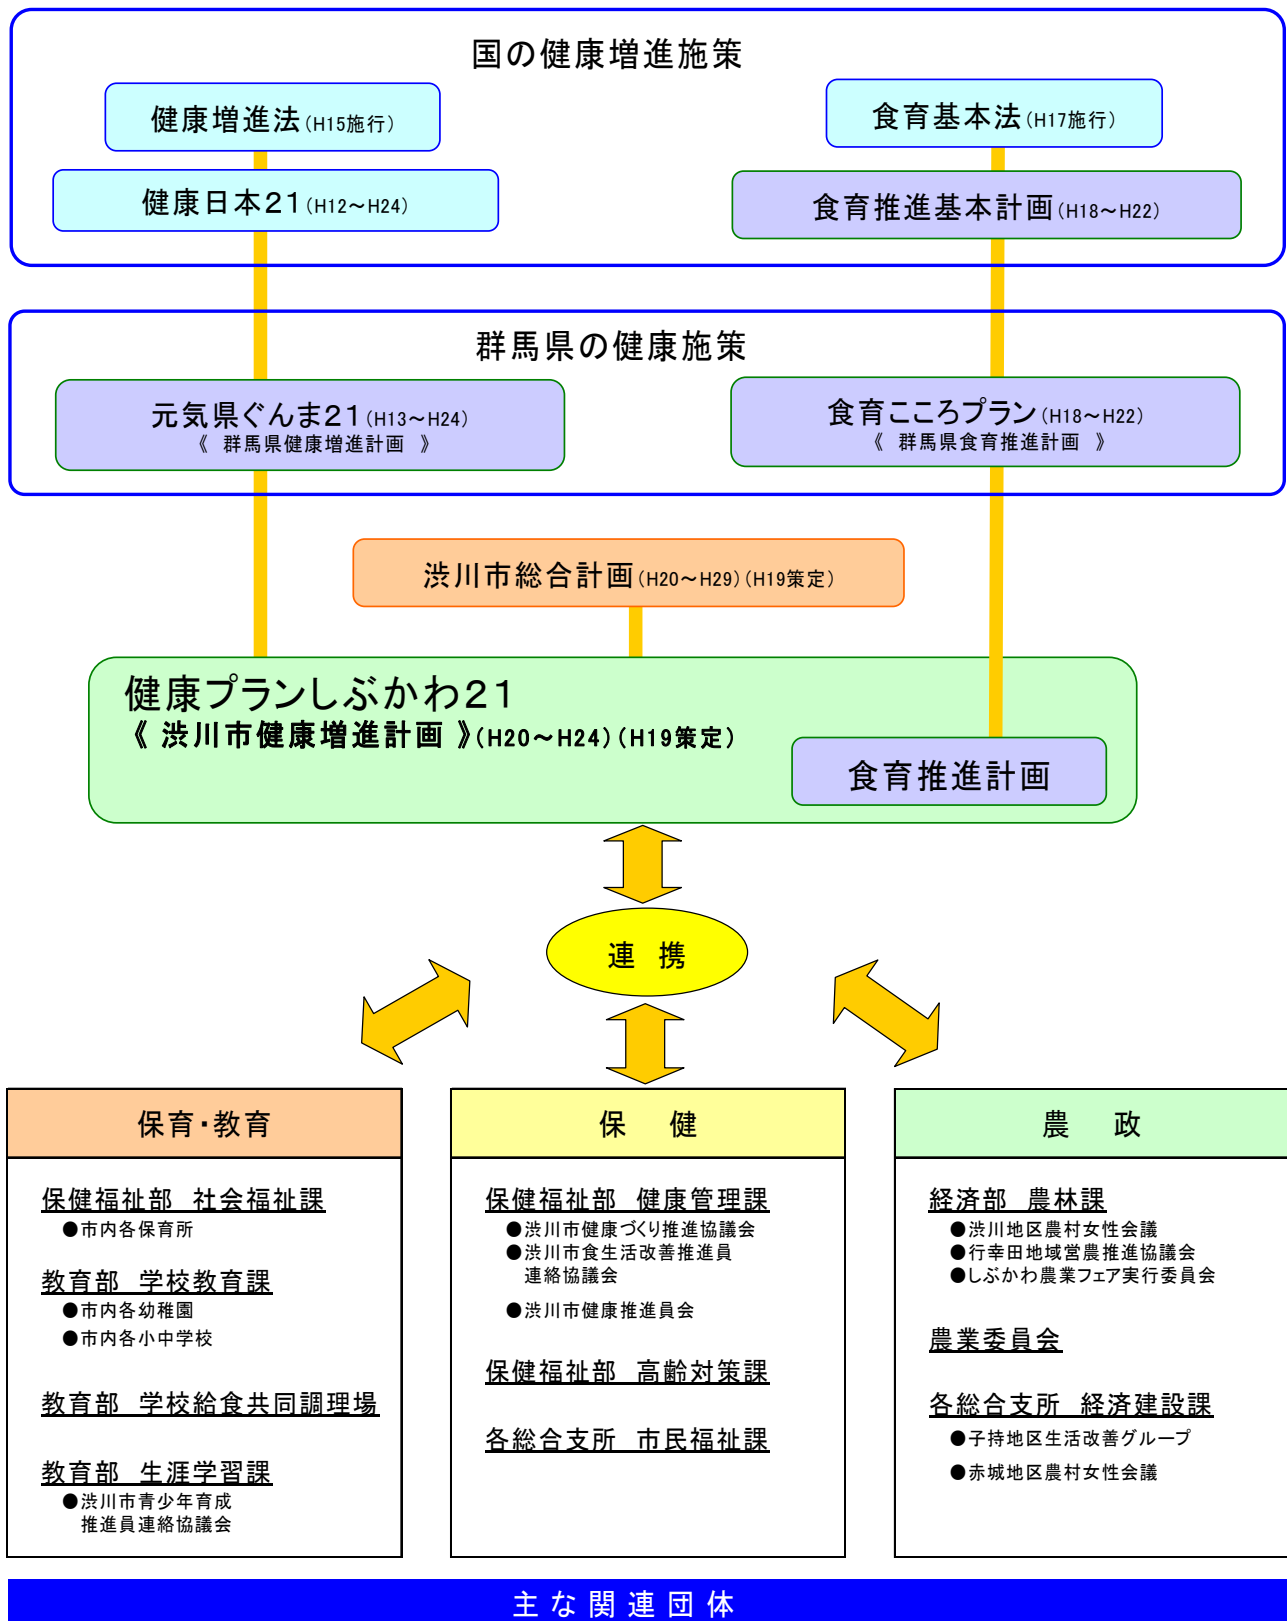 国の健康増進施策
健康増進法(H15施行)
食育基本法(H17施行)
健康日本21(H12～H24)
食育推進基本計画(H18～H22)
群馬県の健康施策
元気県ぐんま21(H13～H24)
《 群馬県健康増進計画 》
食育こころプラン(H18～H22)
《 群馬県食育推進計画 》
渋川市総合計画(H20～H29)(H19策定)
健康プランしぶかわ21
《 渋川市健康増進計画 》(H20～H24)(H19策定)
食育推進計画
連 携
保育・教育
保健福祉部 社会福祉課
●市内各保育所
教育部 学校教育課
●市内各幼稚園
●市内各小中学校
教育部 学校給食共同調理場
教育部 生涯学習課
●渋川市青少年育成
推進員連絡協議会
保 健
保健福祉部 健康管理課
●渋川市健康づくり推進協議会
●渋川市食生活改善推進員
連絡協議会
●渋川市健康推進員会
保健福祉部 高齢対策課
各総合支所 市民福祉課
農 政
経済部 農林課
●渋川地区農村女性会議
●行幸田地域営農推進協議会
●しぶかわ農業フェア実行委員会
農業委員会
各総合支所 経済建設課
●子持地区生活改善グループ
●赤城地区農村女性会議
主な関連団体